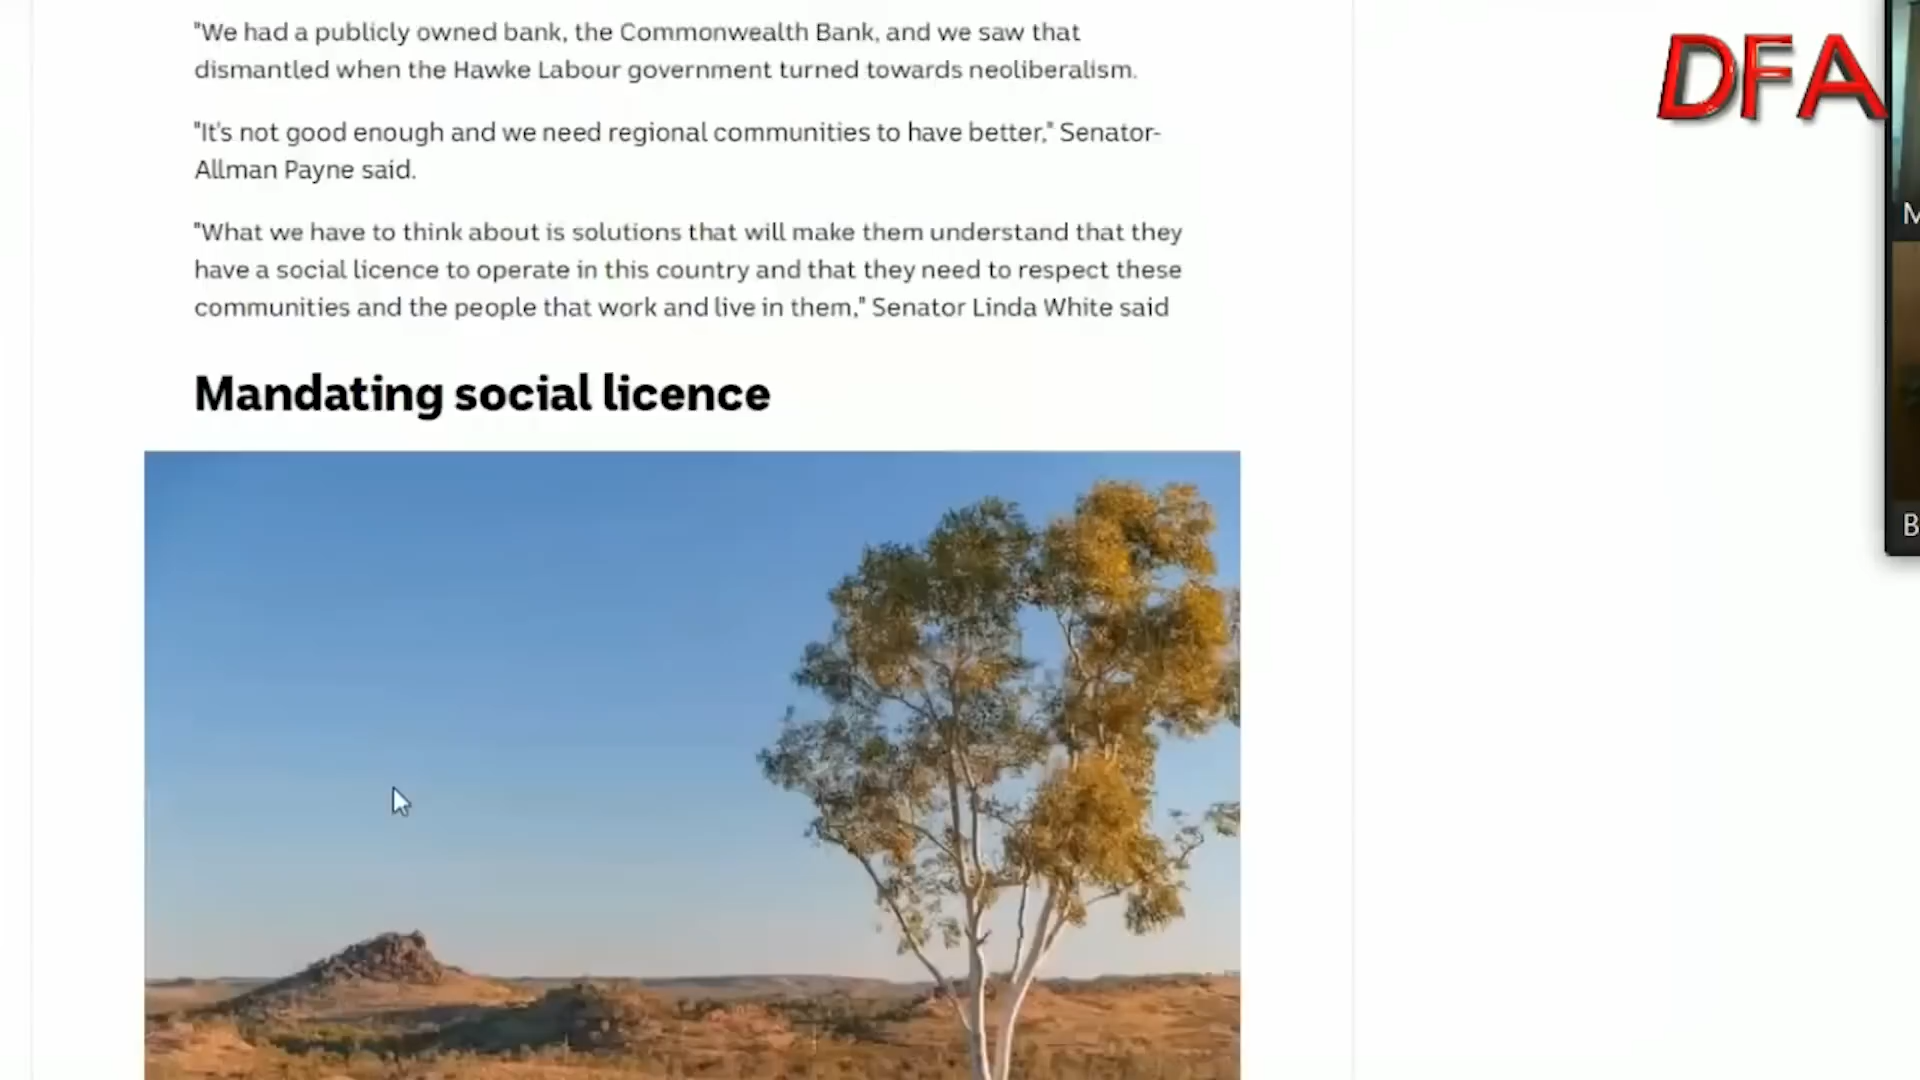 "We had a publicly owned bank, the Commonwealth Bank, and we saw that
dismantled when the Hawke Labour government turned towards neoliberalism.
"It's not good enough and we need regional communities to have better," Senator-
Allman Payne said.
"What we have to think about is solutions that will make them understand that they
have a social licence to operate in this country and that they need to respect these
communities and the people that work and live in them," Senator Linda White said
Mandating social licence
DFA
M
B